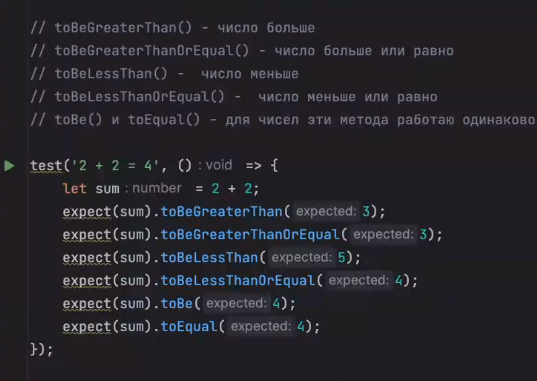 // toBeGreaterThan() - число больше
// toBeGreaterThanOrEqual() - число больше или равно
// toBeLessThan() -  число меньше
// toBeLessThanOrEqual() -  число меньше или равно
// toBe() и toEqual() - для чисел эти метода работаю одинаково
test('2 + 2 = 4', () : void => {
let sum : number = 2 + 2;
expect(sum).toBeGreaterThan( expected: 3);
expect(sum).toBeGreaterThanOrEqual( expected: 3);
expect(sum).toBeLessThan( expected: 5);
expect(sum).toBeLessThanOrEqual( expected: 4);
expect(sum).toBe( expected: 4);
expect(sum).toEqual( expected: 4);
});